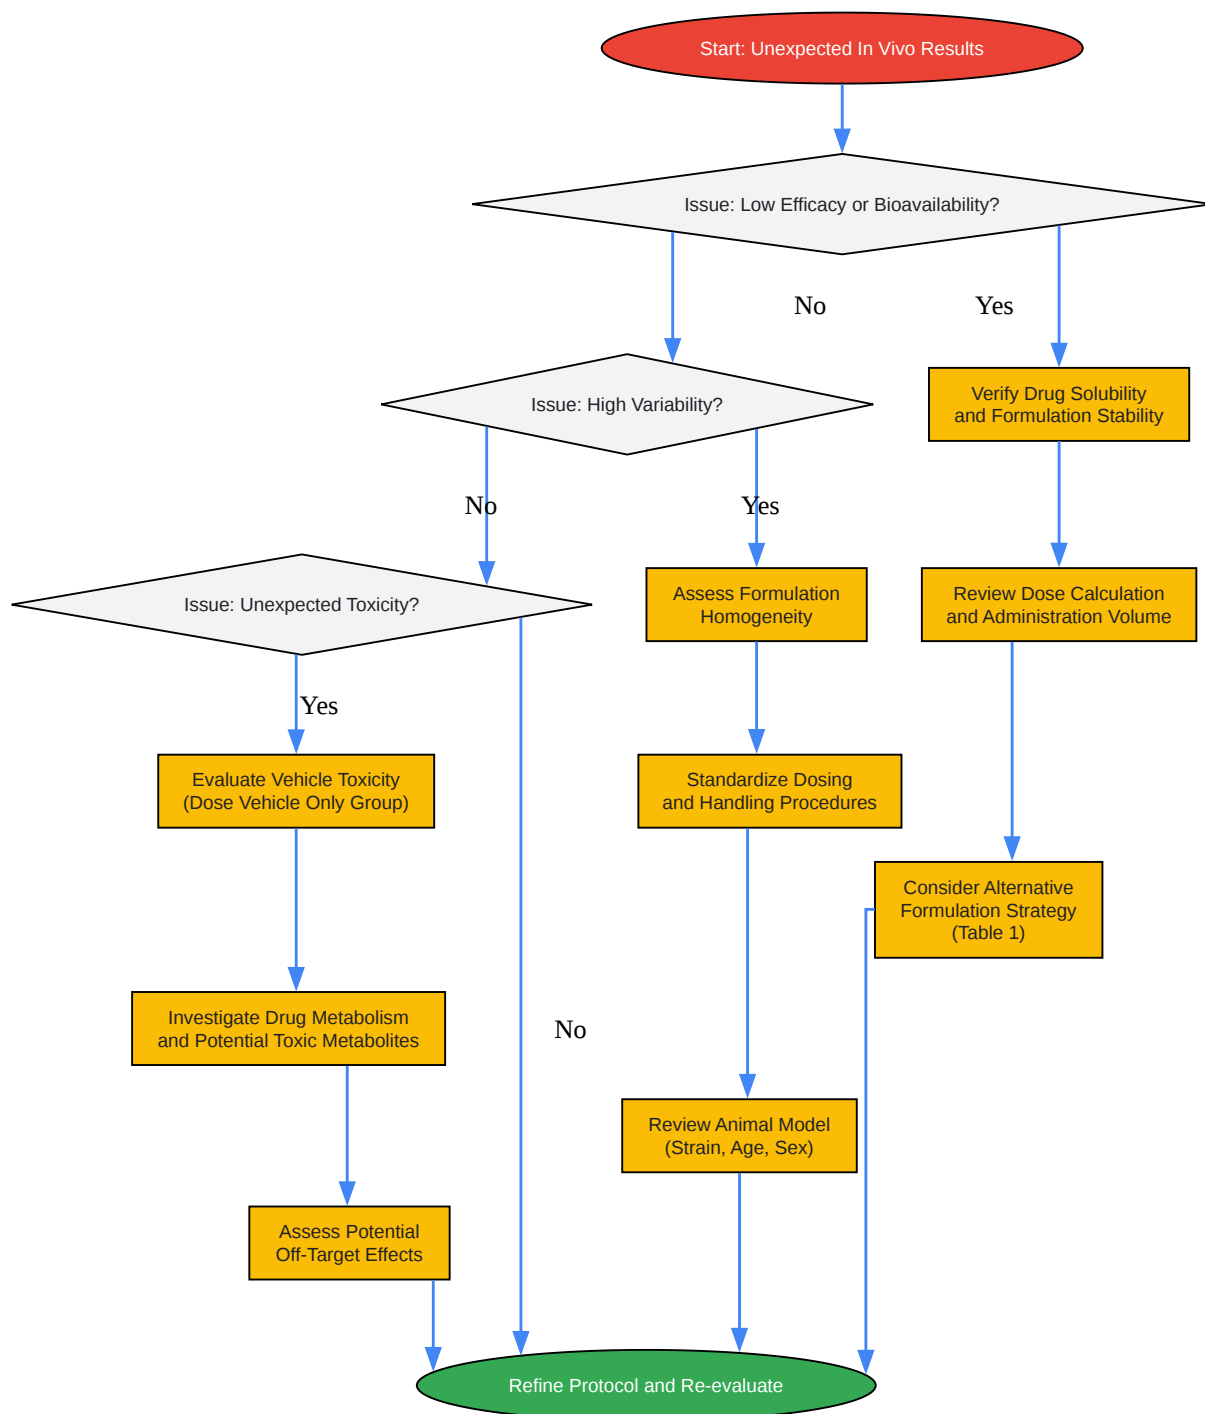 Start: Unexpected In Vivo Results
Issue: Low Efficacy or Bioavailability?
No
Yes
Issue: High Variability?
Verify Drug Solubility
and Formulation Stability
No
Yes
Issue: Unexpected Toxicity?
Assess Formulation
Homogeneity
Review Dose Calculation
and Administration Volume
Yes
Evaluate Vehicle Toxicity
(Dose Vehicle Only Group)
Standardize Dosing
and Handling Procedures
Consider Alternative
Formulation Strategy
(Table 1)
Investigate Drug Metabolism
and Potential Toxic Metabolites
No
Review Animal Model
(Strain, Age, Sex)
Assess Potential
Off-Target Effects
Refine Protocol and Re-evaluate